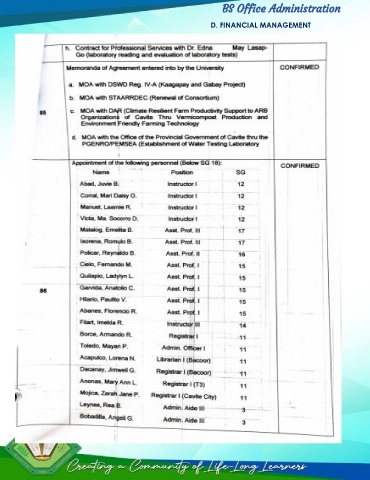 BS Office Administration
D. FINANCIAL MANAGEMENT
h. Contract for Professional Services with Dr. Edna May Lasap-
Go (laboratory reading and evaluation of laboratory tests)
Memoranda of Agreement entered into by the University CONFIRMED
a. MOA with DSWD Reg. IV-A (Kaagapay and Gabay Project)
b. MOA with STAARRDEC (Renewal of Consortium)
85
c. MOA with DAR (Climate Resilient Farm Productivity Support to ARB
Organizations of Cavite Thru Vermicompost Production and
Environment Friendly Farming Technology
d. MOA with the Office of the Provincial Government of Cavite thru the
PGENRO/PEMSEA (Establishment of Water Testing Laboratory
Appointment of the following personnel (Below SG 18): CONFIRMED
Name Position SG
Abad, Juvie B. Instructor I 12
Corral, Mari Daisy O. Instructor I 12
Manuel, Laarnie R. Instructor I 12
Victa, Ma. Socorro D. Instructor I 12
Matalog, Emelita B. Asst. Prof. III 17
Isorena, Romulo B. Asst. Prof. III 17
Policar, Reynaldo B. Asst. Prof. II 16
Cielo, Fernando M. Asst. Prof. I 15
Quilapio, Ladylyn L. Asst. Prof. I 15
86
Garvida, Anatolio C. Asst. Prof. I 15
Hilario, Paulito V. Asst. Prof. I 15
Abanes, Florencio R. Asst. Prof. I 15
Filart, Imelda R. Instructor III 14
Borce, Armando R. Registrar I 11
Toledo, Mayan P. Admin. Officer I 11
Acapulco, Lorena N. Librarian I (Bacoor) 11
Dacanay, Jimwell G. Registrar I (Bacoor) 11
Anonas, Mary Ann L. Registrar I (T3) 11
Mojica, Zarah Jane P. Registrar I (Cavite City) 11
Leynes, Rea B. Admin. Aide III 3
Bobadilla, Angeli G. Admin. Aide III 3
Creating a Community of Life-Long Learners